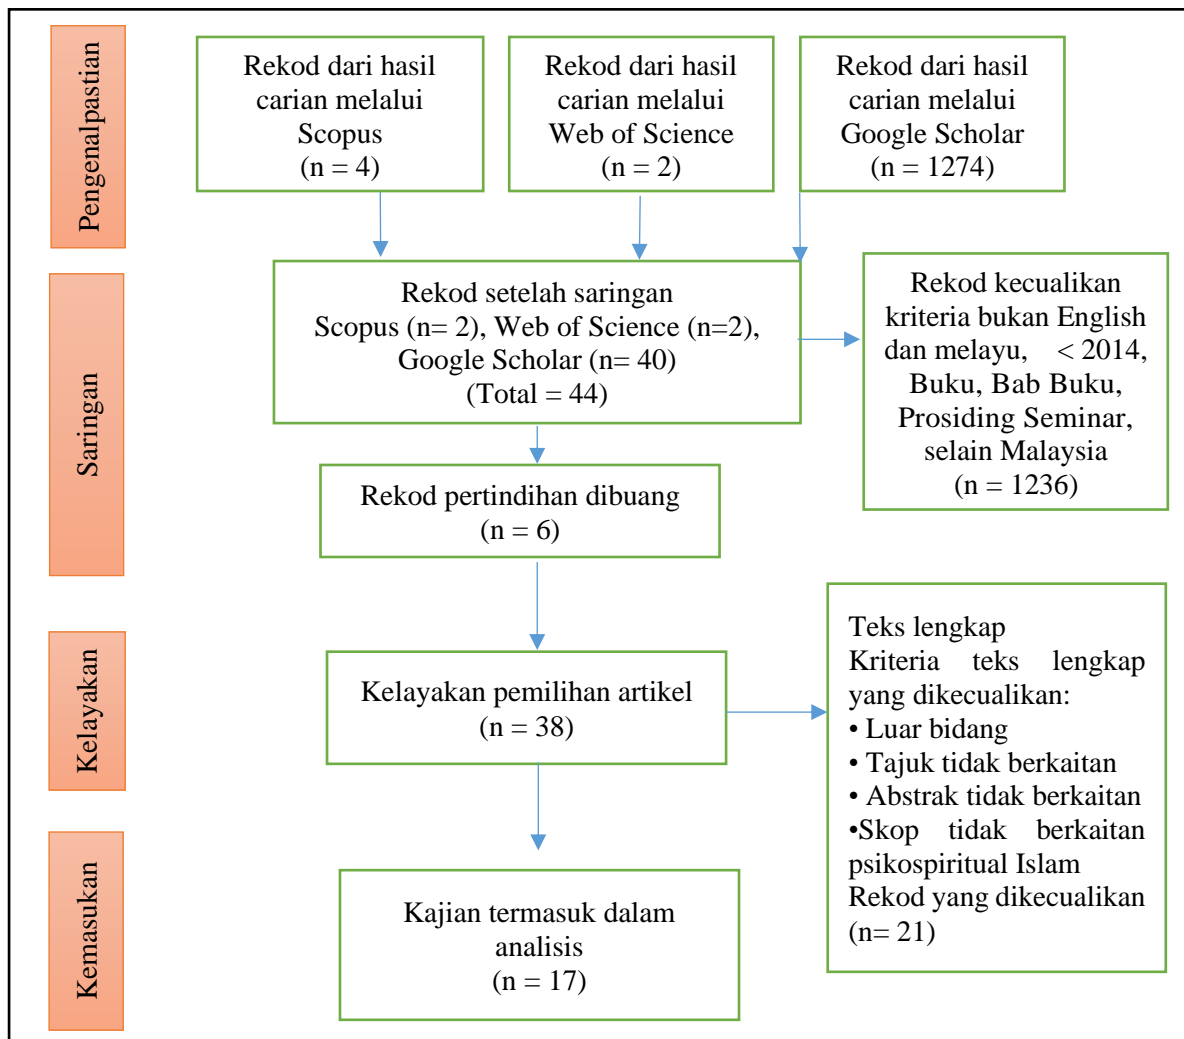 Pengenalpastian
Rekod dari hasil
carian melalui
Scopus
(n = 4)
Rekod dari hasil
carian melalui
Web of Science
(n = 2)
Rekod dari hasil
carian melalui
Google Scholar
(n = 1274)
Saringan
Rekod setelah saringan
Scopus (n= 2), Web of Science (n=2),
Google Scholar (n= 40)
(Total = 44)
Rekod kecualikan
kriteria bukan English
dan melayu, < 2014,
Buku, Bab Buku,
Prosiding Seminar,
selain Malaysia
(n = 1236)
Rekod pertindihan dibuang
(n = 6)
Kelayakan
Kelayakan pemilihan artikel
(n = 38)
Teks lengkap
Kriteria teks lengkap
yang dikecualikan:
• Luar bidang
• Tajuk tidak berkaitan
• Abstrak tidak berkaitan
•Skop tidak berkaitan
psikospiritual Islam
Rekod yang dikecualikan
(n= 21)
Kemasukan
Kajian termasuk dalam
analisis
(n = 17)